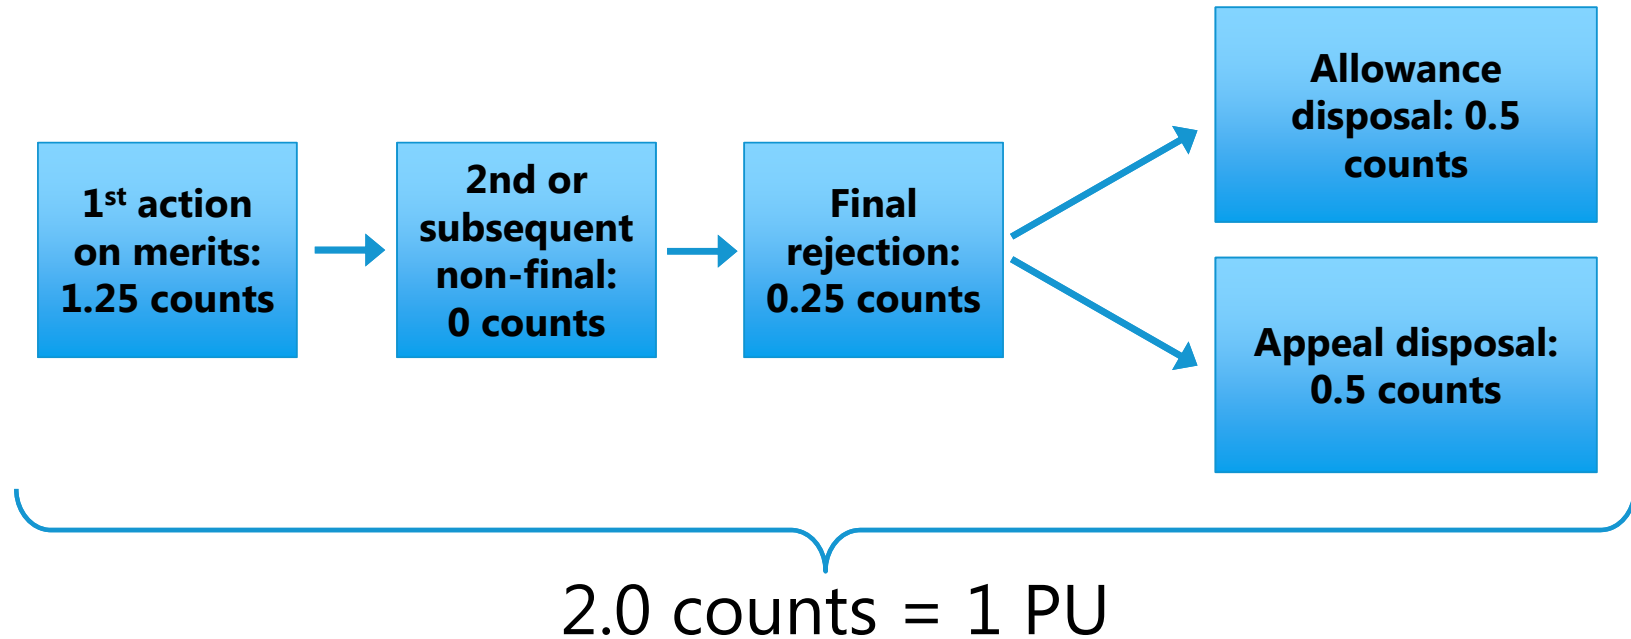 1st action
on merits:
1.25 counts
2nd or
subsequent
non-final:
0 counts
Final
rejection:
0.25 counts
Allowance
disposal: 0.5
counts
Appeal disposal:
0.5 counts
2.0 counts = 1 PU